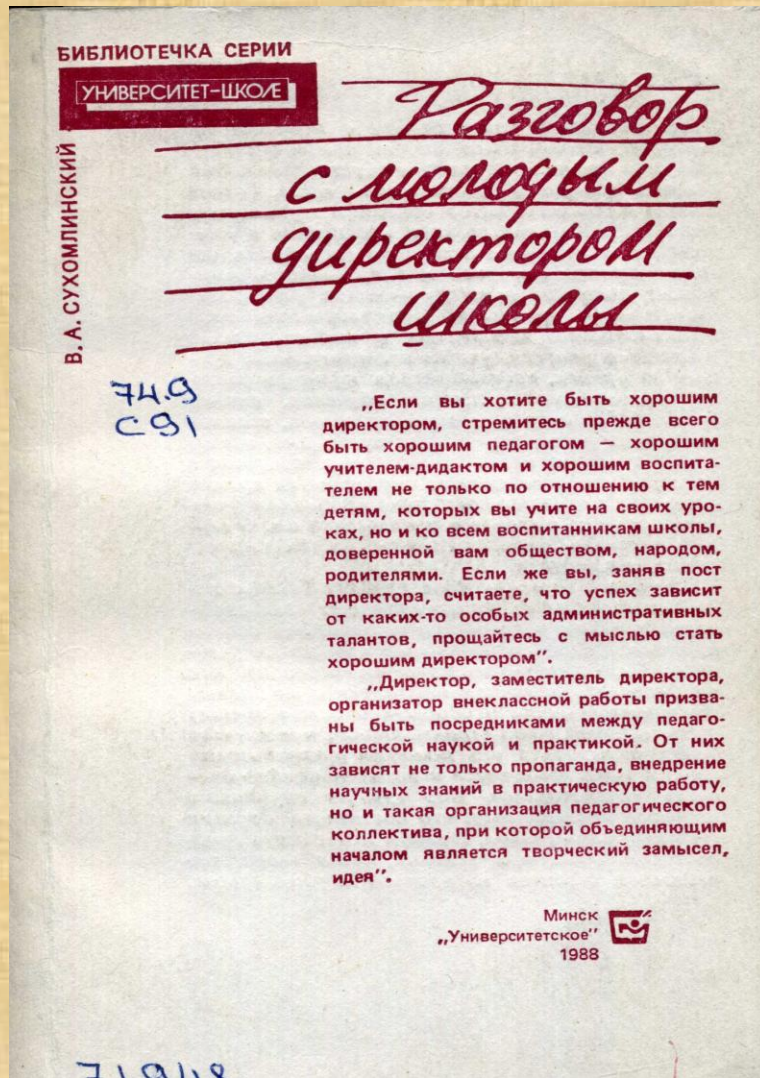 БИБЛИОТЕЧКА СЕРИИ
УНИВЕРСИТЕТ-ШКОЛЕ
В. А. СУХОМЛИНСКИЙ
Разговор
с молодым
директором
школы
74.9
С91
„Если вы хотите быть хорошим
директором, стремитесь прежде всего
быть хорошим педагогом — хорошим
учителем-дидактом и хорошим воспита-
телем не только по отношению к тем
детям, которых вы учите на своих уро-
ках, но и ко всем воспитанникам школы,
доверенной вам обществом, народом,
родителями. Если же вы, заняв пост
директора, считаете, что успех зависит
от каких-то особых административных
талантов, прощайтесь с мыслью стать
хорошим директором”.
„Директор, заместитель директора,
организатор внеклассной работы призва-
ны быть посредниками между педаго-
гической наукой и практикой. От них
зависят не только пропаганда, внедрение
научных знаний в практическую работу,
но и такая организация педагогического
коллектива, при которой объединяющим
началом является творческий замысел,
идея”.
Минск
„Университетское”
1988